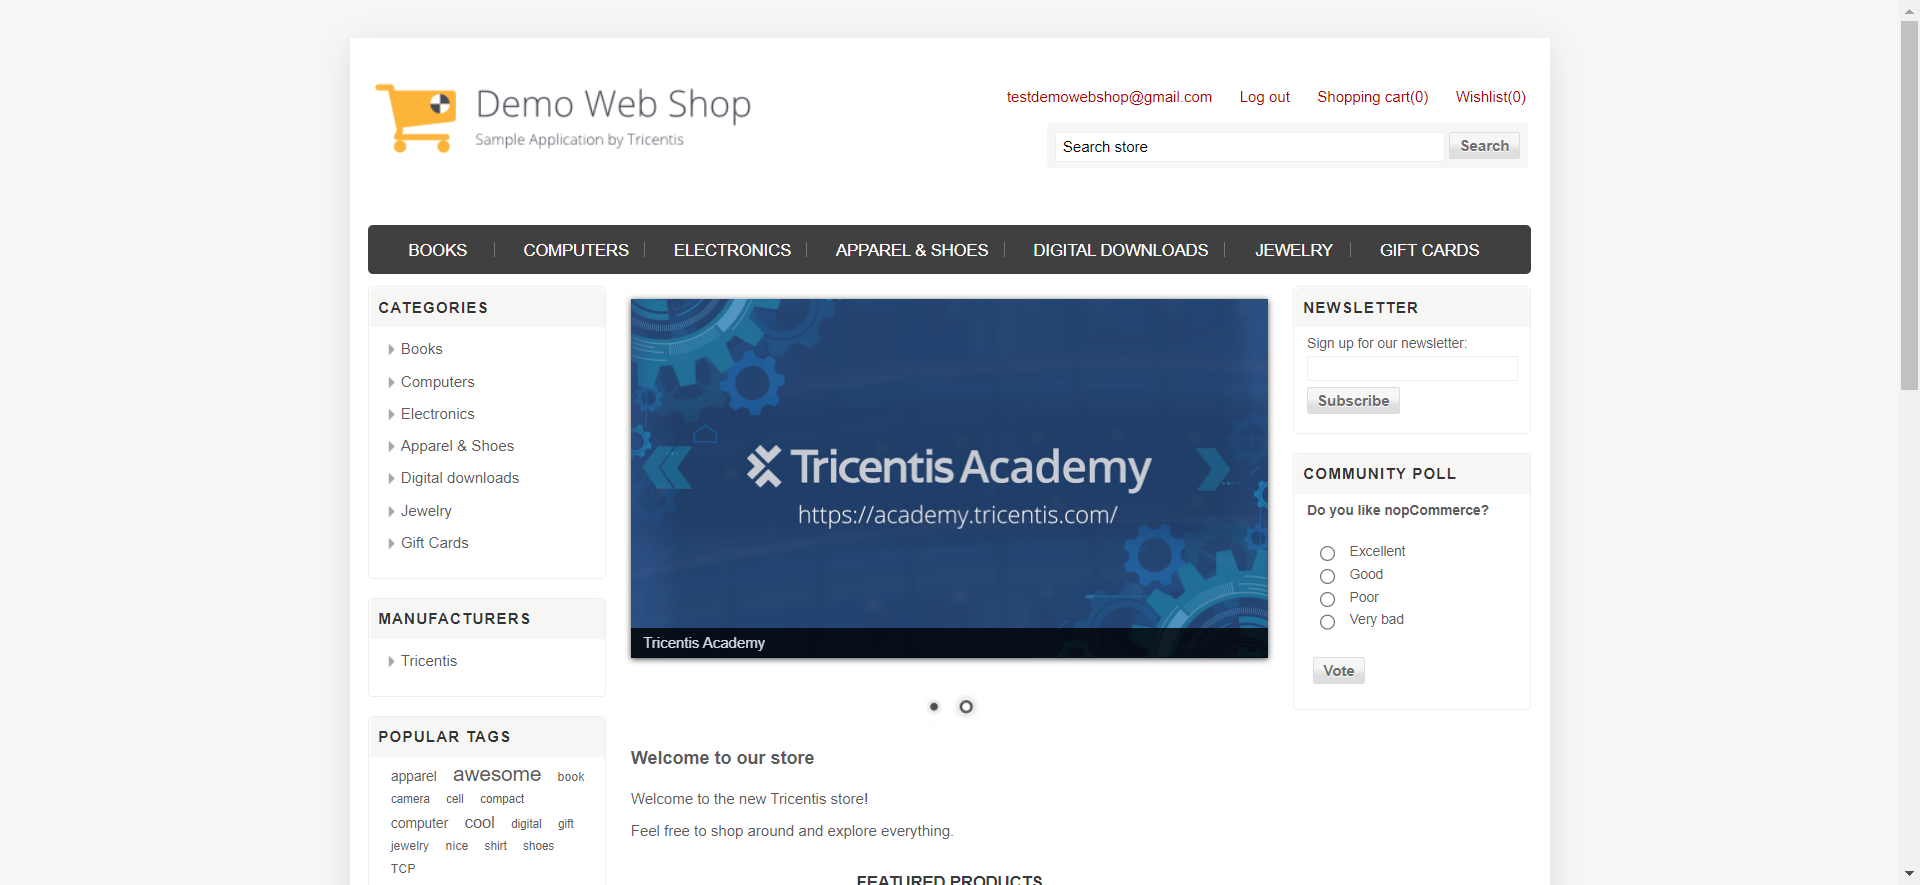 Demo Web Shop
Sample Application by Tricentis
testdemowebshop@gmail.com Log out Shopping cart(0) Wishlist(0)
Search store Search
BOOKS COMPUTERS ELECTRONICS APPAREL & SHOES DIGITAL DOWNLOADS JEWELRY GIFT CARDS
CATEGORIES
Books
Computers
Electronics
Apparel & Shoes
Digital downloads
Jewelry
Gift Cards
MANUFACTURERS
Tricentis
POPULAR TAGS
apparel awesome book
camera cell compact
computer cool digital gift
jewelry nice shirt shoes
TCP
Tricentis Academy
https://academy.tricentis.com/
Tricentis Academy
Welcome to our store
Welcome to the new Tricentis store!
Feel free to shop around and explore everything.
FEATURED PRODUCTS
NEWSLETTER
Sign up for our newsletter:
Subscribe
COMMUNITY POLL
Do you like nopCommerce?
Excellent
Good
Poor
Very bad
Vote